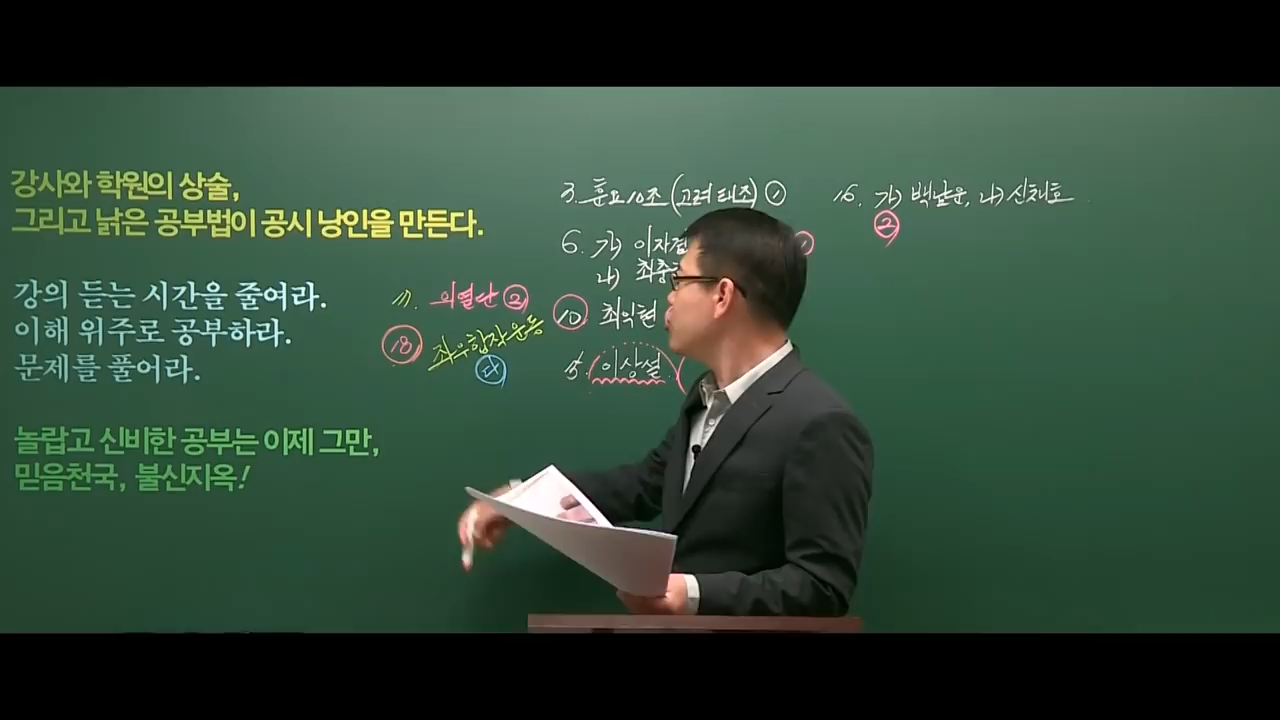 강사와 학원의 상술,
그리고 낡은 공부법이 공시 낭인을 만든다.
강의 듣는 시간을 줄여라.
이해 위주로 공부하라.
문제를 풀어라.
놀랍고 신비한 공부는 이제 그만,
믿음천국, 불신지옥!
11. 의열단 ②
18 좌우합작운동
④
3. 훈요10조 (고려 태조) ①
6. 가) 이자겸
나) 최충
10 최익현
이상설
16. 가) 백남운, 나) 신채호
②